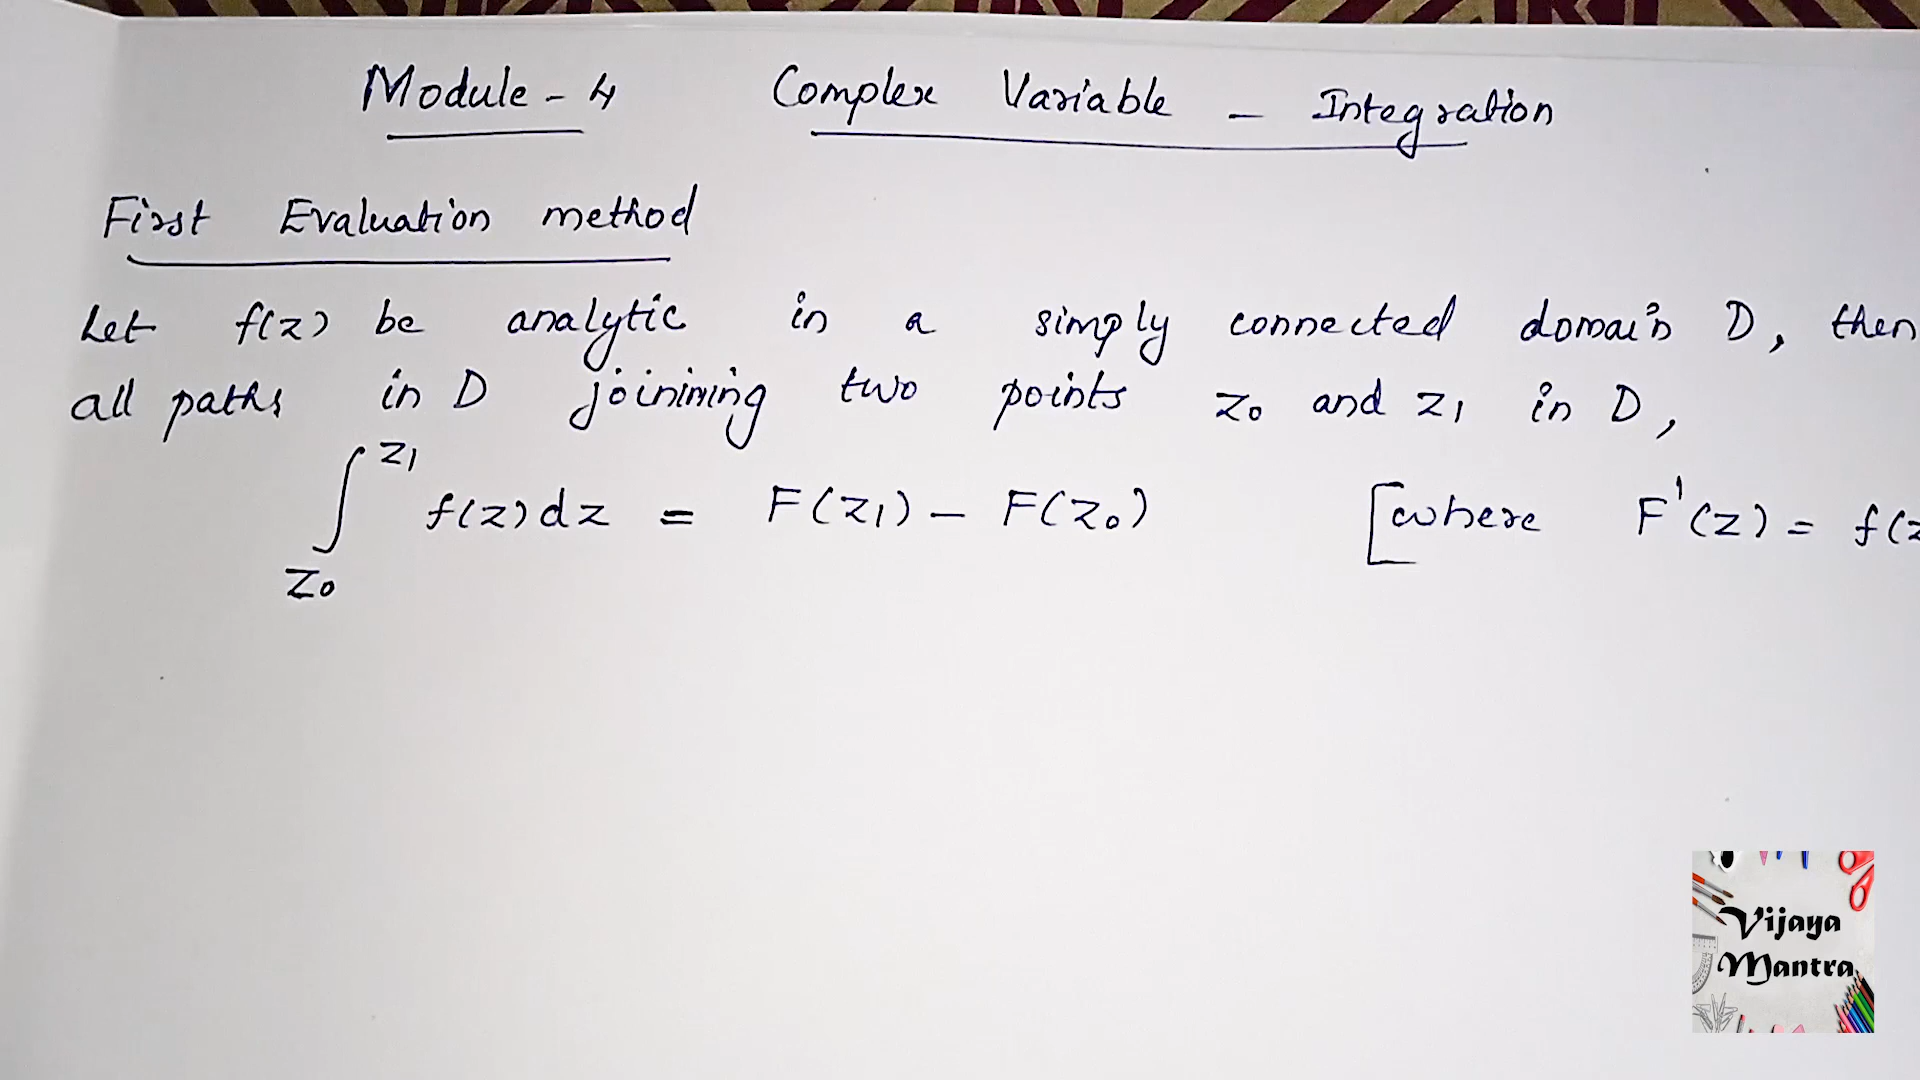 Module - 4 Complex Variable - Integration
First Evaluation method
Let f(z) be analytic in a simply connected domain D, then
all paths in D joinining two points z0 and z1 in D,
∫_{z0}^{z1} f(z) dz = F(z1) - F(z0) [where F'(z) = f(z
Vijaya
Mantra